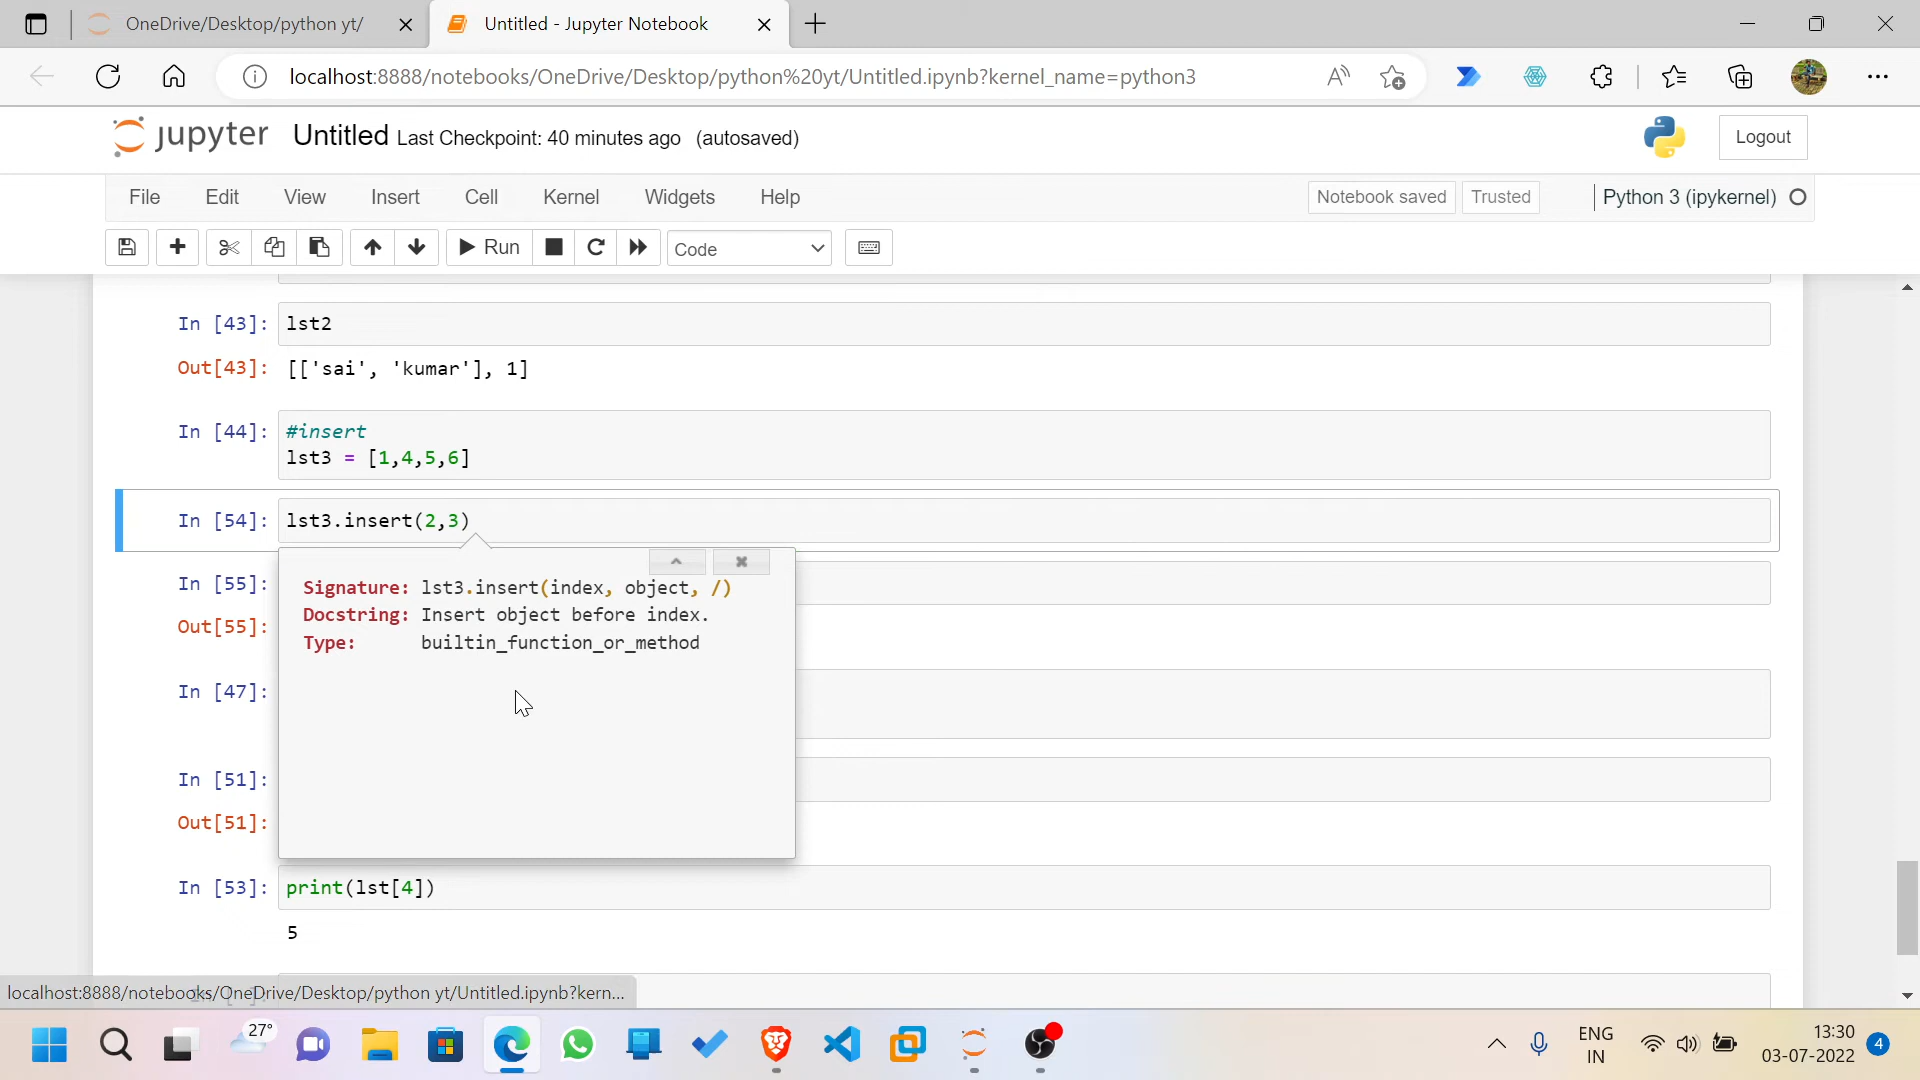 OneDrive/Desktop/python yt/
Untitled - Jupyter Notebook
localhost:8888/notebooks/OneDrive/Desktop/python%20yt/Untitled.ipynb?kernel_name=python3
jupyter Untitled Last Checkpoint: 40 minutes ago (autosaved)
Logout
File Edit View Insert Cell Kernel Widgets Help
Notebook saved Trusted Python 3 (ipykernel)
Run Code
In [43]: lst2
Out[43]: [['sai', 'kumar'], 1]
In [44]: #insert
lst3 = [1,4,5,6]
In [54]: lst3.insert(2,3)
Signature: lst3.insert(index, object, /)
Docstring: Insert object before index.
Type: builtin_function_or_method
In [55]:
Out[55]:
In [47]:
In [51]:
Out[51]:
In [53]: print(lst[4])
5
localhost:8888/notebooks/OneDrive/Desktop/python yt/Untitled.ipynb?kern...
27°
ENG
IN
13:30
03-07-2022
4